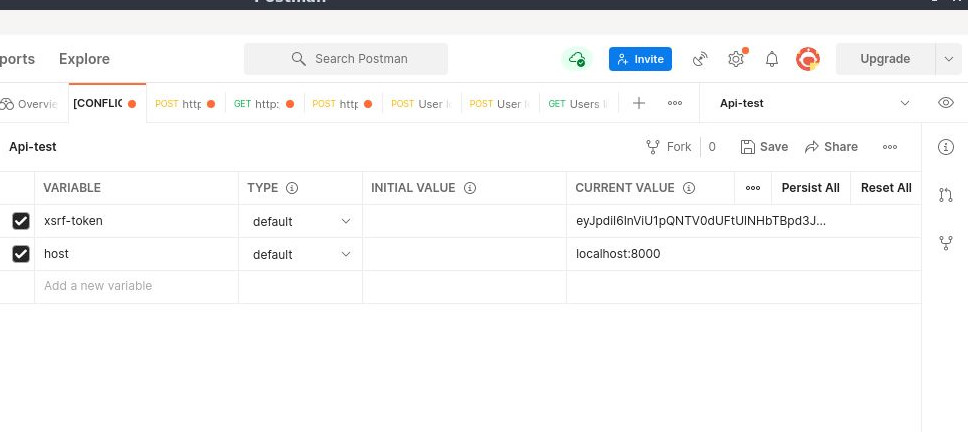 Postman
ports Explore Search Postman Invite Upgrade
Overvie [CONFLIC POST http GET http: POST http POST User POST User GET Users Api-test
Api-test Fork 0 Save Share
VARIABLE TYPE INITIAL VALUE CURRENT VALUE Persist All Reset All
xsrf-token default eyJpdiI6InViU1pQNTV0dUFtUlNHbTBpd3J...
host default localhost:8000
Add a new variable